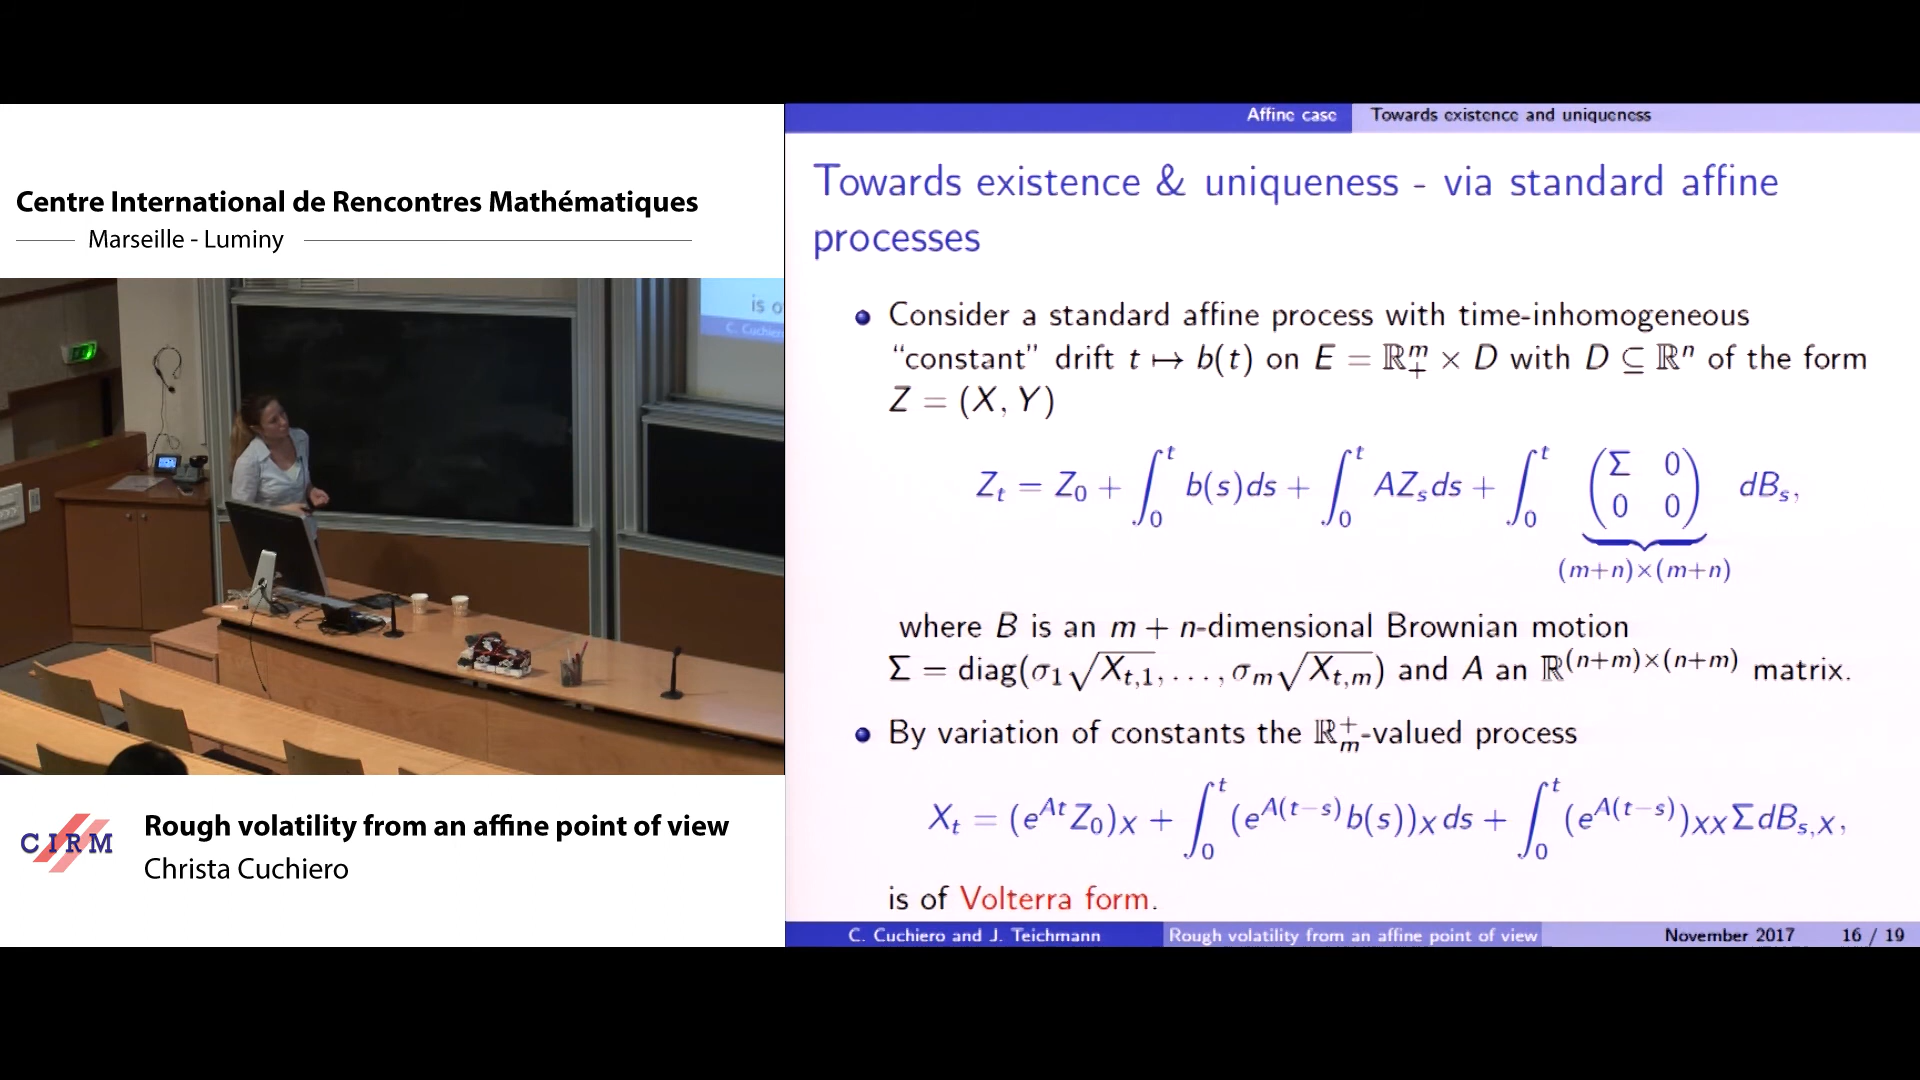 Centre International de Rencontres Mathématiques
Marseille - Luminy
is o
C. Cuchier
CIRM
Rough volatility from an affine point of view
Christa Cuchiero
Affine case Towards existence and uniqueness
Towards existence & uniqueness - via standard affine
processes
Consider a standard affine process with time-inhomogeneous
“constant” drift t ↦ b(t) on E = ℝ₊ᵐ × D with D ⊆ ℝⁿ of the form
Z = (X, Y)
Z_t = Z_0 + ∫_0^t b(s)ds + ∫_0^t AZ_s ds + ∫_0^t (Σ 0; 0 0) dB_s,
(m+n)×(m+n)
where B is an m + n-dimensional Brownian motion
Σ = diag(σ_1√X_{t,1}, . . . , σ_m√X_{t,m}) and A an ℝ^{(n+m)×(n+m)} matrix.
By variation of constants the ℝ_m^+-valued process
X_t = (e^{At} Z_0)_X + ∫_0^t (e^{A(t−s)} b(s))_X ds + ∫_0^t (e^{A(t−s)})_{XX} Σ dB_{s,X},
is of Volterra form.
C. Cuchiero and J. Teichmann Rough volatility from an affine point of view November 2017 16 / 19